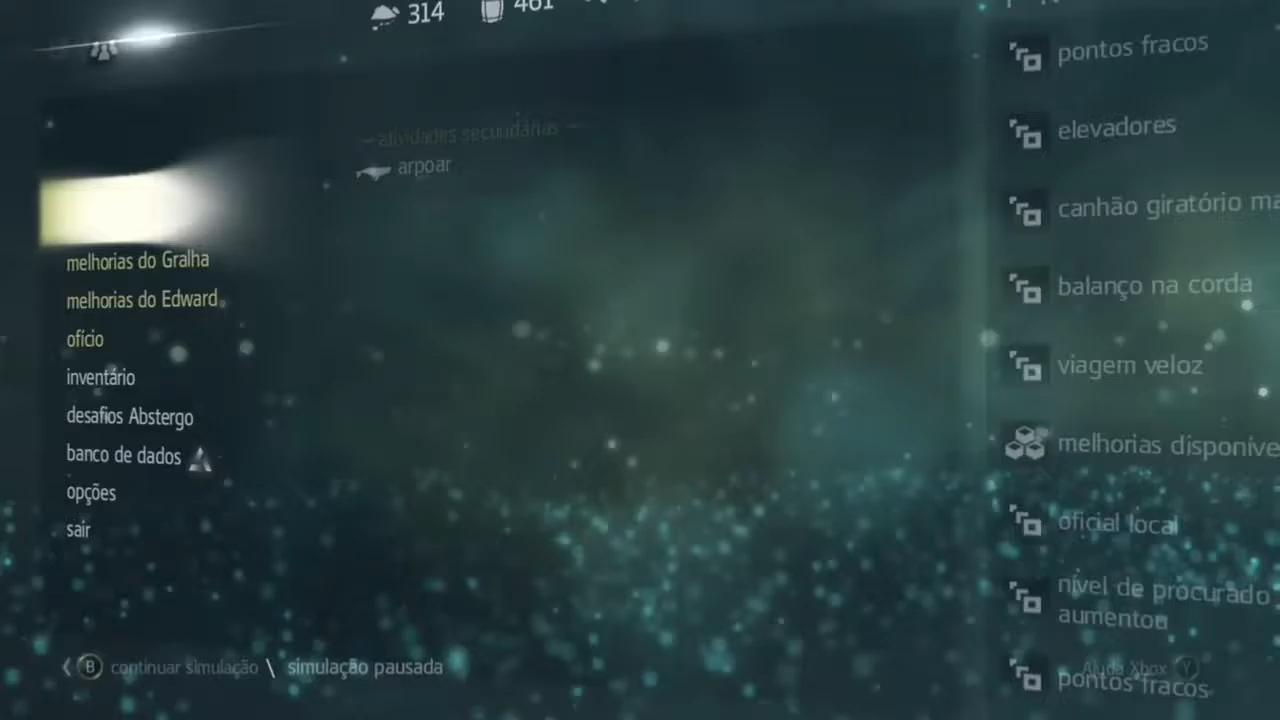 314
461
pontos fracos
elevadores
– atividades secundárias –
arpoar
canhão giratório ma
melhorias do Gralha
melhorias do Edward
ofício
inventário
desafios Abstergo
banco de dados
opções
sair
balanço na corda
viagem veloz
melhorias disponíve
oficial local
nível de procurado
aumentou
pontos fracos
B continuar simulação \ simulação pausada
Ajuda Xbox Y